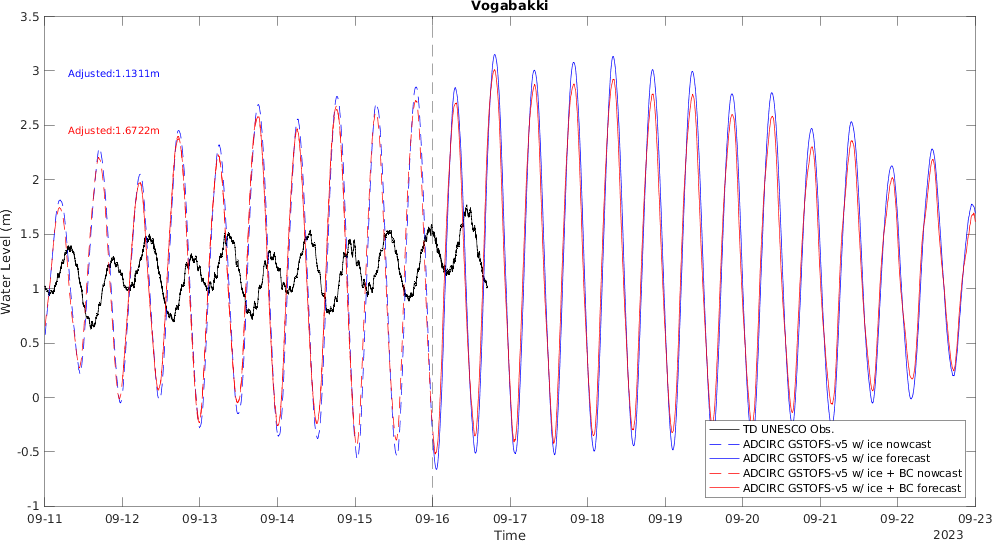 Vogabakki
3.5
3
2.5
2
1.5
1
0.5
0
-0.5
-1
Water Level (m)
Adjusted:1.1311m
Adjusted:1.6722m
TD UNESCO Obs.
ADCIRC GSTOFS-v5 w/ ice nowcast
ADCIRC GSTOFS-v5 w/ ice forecast
ADCIRC GSTOFS-v5 w/ ice + BC nowcast
ADCIRC GSTOFS-v5 w/ ice + BC forecast
09-11 09-12 09-13 09-14 09-15 09-16 09-17 09-18 09-19 09-20 09-21 09-22 09-23
Time
2023